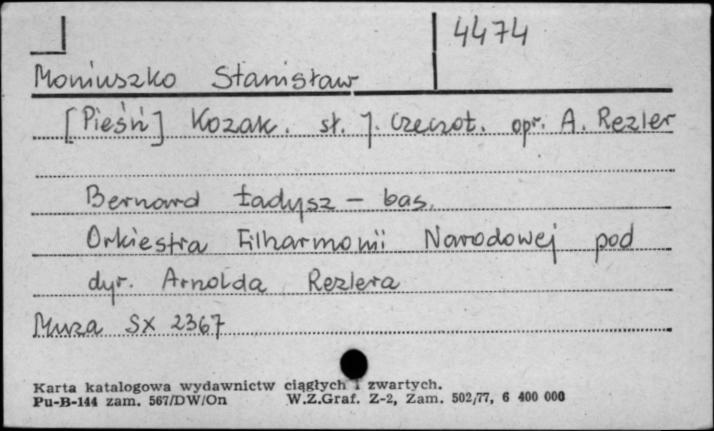 4474
Moniuszko Stanisław
[Pieśń] Kozak. sł. J. Czeczot. opr. A. Rezler
Bernard Ładysz - bas.
Orkiestra Filharmonii Narodowej pod
dyr. Arnolda Rezlera
Muza SX 2367
Karta katalogowa wydawnictw ciągłych i zwartych.
Pu-B-144 zam. 567/DW/On W.Z.Graf. Z-2, Zam. 502/77, 6 400 000